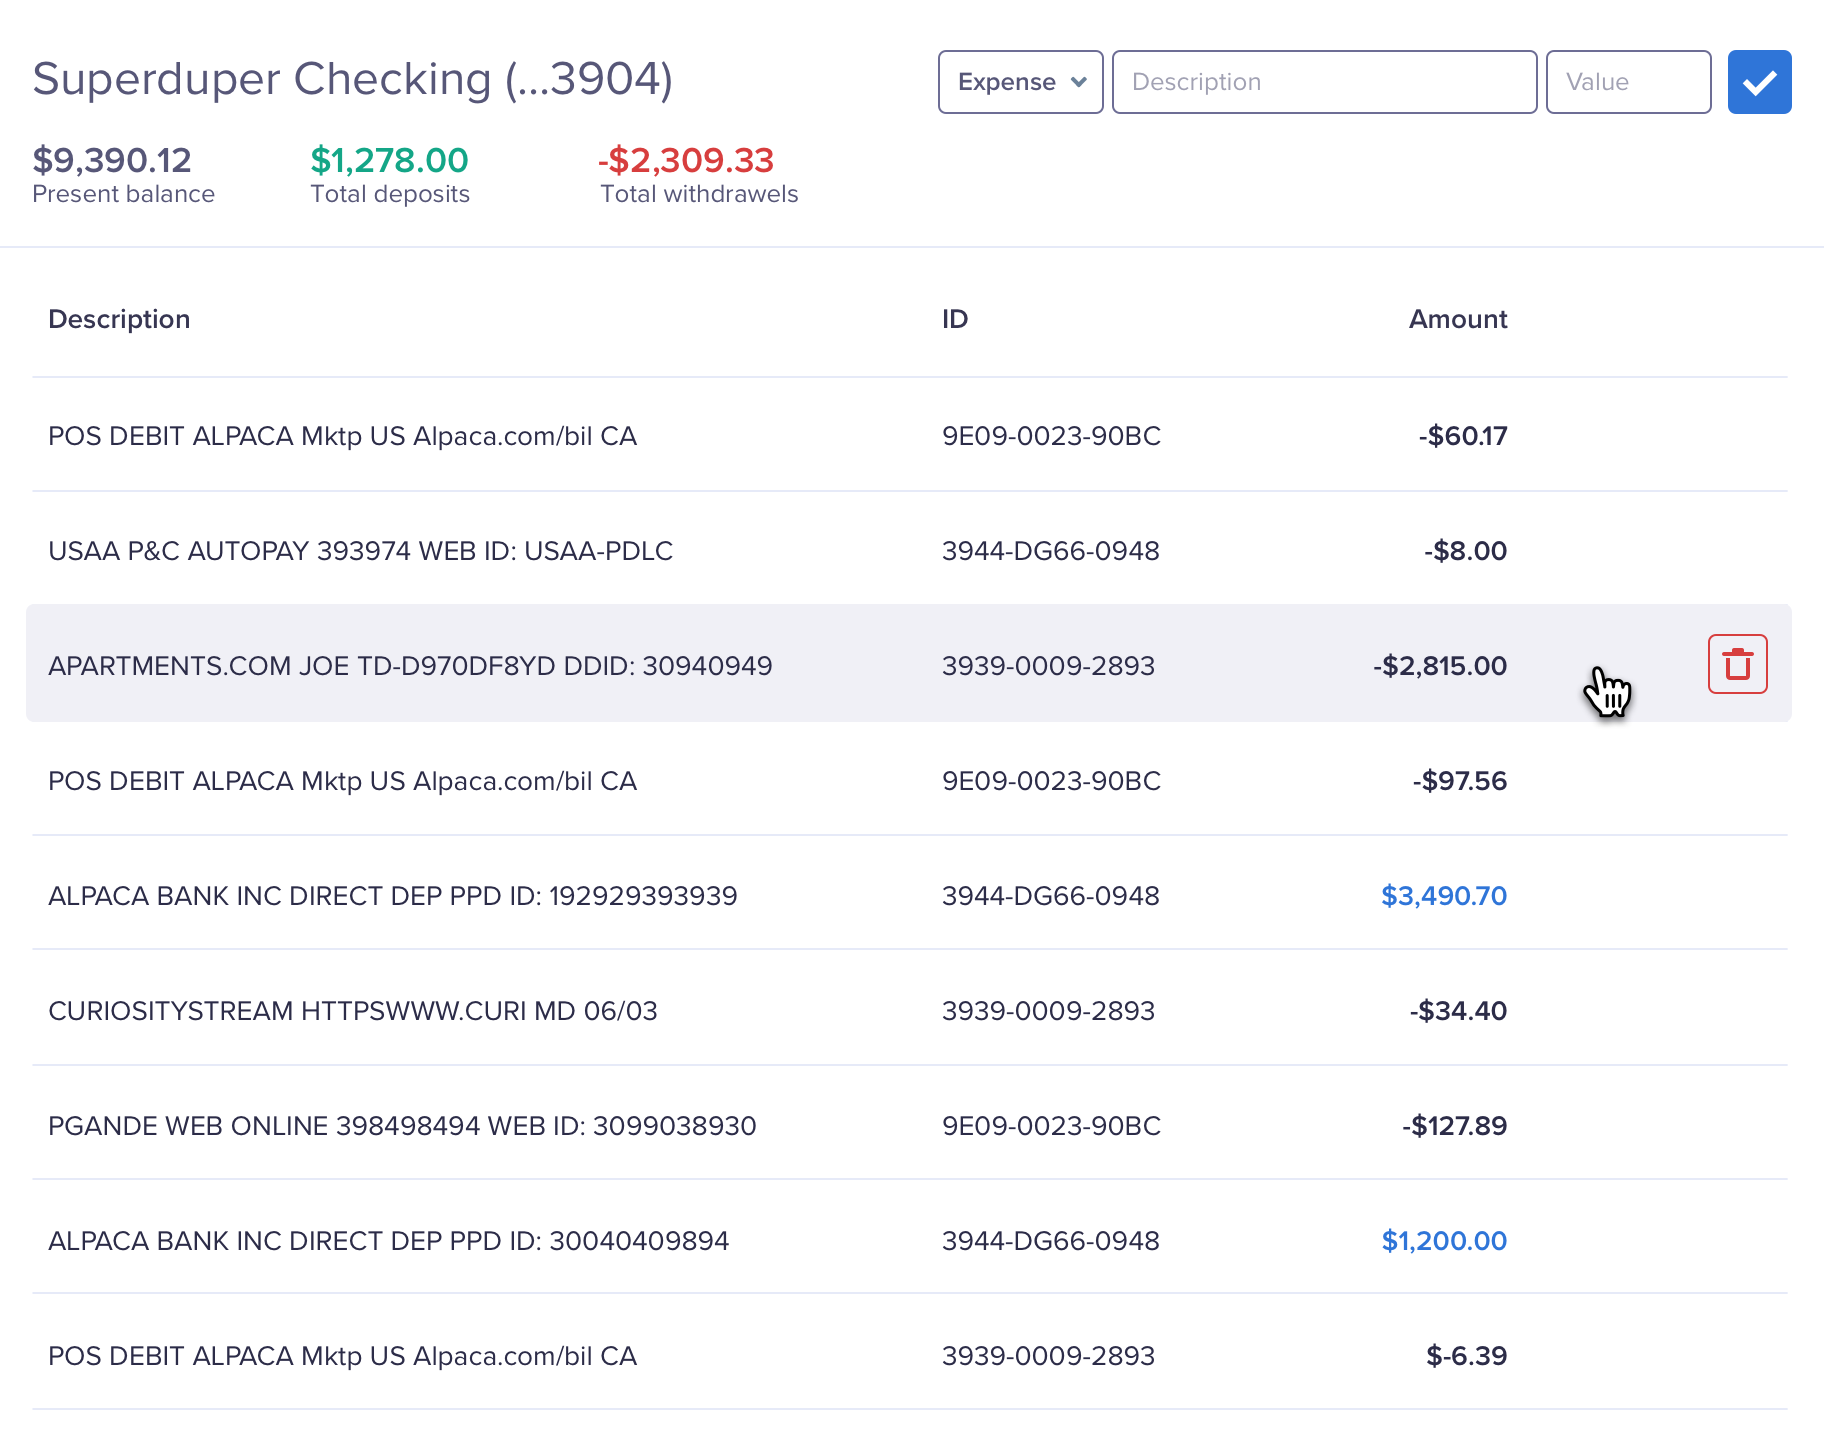 Superduper Checking (...3904)
Expense Description Value
$9,390.12 $1,278.00 -$2,309.33
Present balance Total deposits Total withdrawels
Description ID Amount
POS DEBIT ALPACA Mktp US Alpaca.com/bil CA 9E09-0023-90BC -$60.17
USAA P&C AUTOPAY 393974 WEB ID: USAA-PDLC 3944-DG66-0948 -$8.00
APARTMENTS.COM JOE TD-D970DF8YD DDID: 30940949 3939-0009-2893 -$2,815.00
POS DEBIT ALPACA Mktp US Alpaca.com/bil CA 9E09-0023-90BC -$97.56
ALPACA BANK INC DIRECT DEP PPD ID: 192929393939 3944-DG66-0948 $3,490.70
CURIOSITYSTREAM HTTPSWWW.CURI MD 06/03 3939-0009-2893 -$34.40
PGANDE WEB ONLINE 398498494 WEB ID: 3099038930 9E09-0023-90BC -$127.89
ALPACA BANK INC DIRECT DEP PPD ID: 30040409894 3944-DG66-0948 $1,200.00
POS DEBIT ALPACA Mktp US Alpaca.com/bil CA 3939-0009-2893 $-6.39